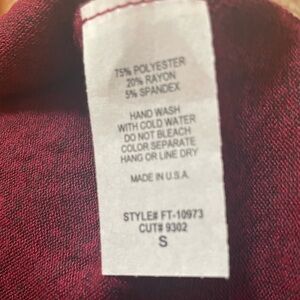 75% POLYESTER
20% RAYON
5% SPANDEX
HAND WASH
WITH COLD WATER
DO NOT BLEACH
COLOR SEPARATE
HANG OR LINE DRY
MADE IN U.S.A.
STYLE# FT-10973
CUT# 9302
S